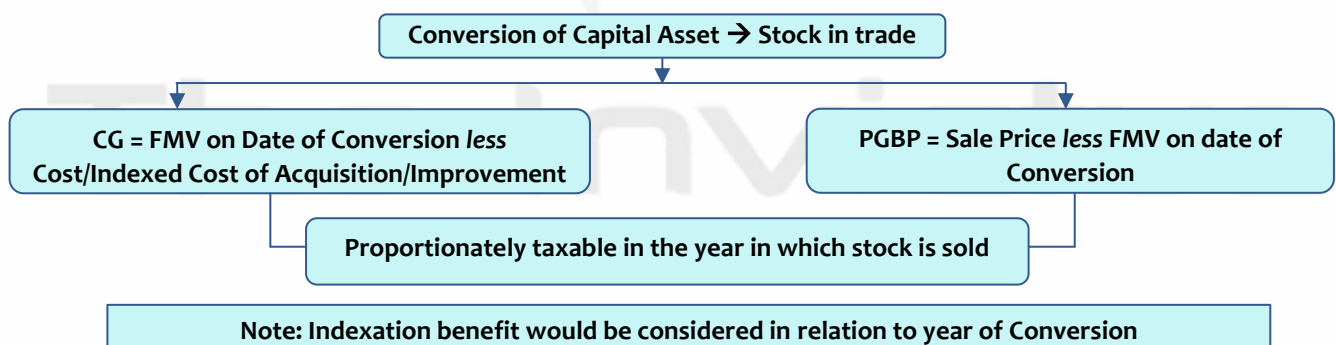 Conversion of Capital Asset → Stock in trade
CG = FMV on Date of Conversion less
Cost/Indexed Cost of Acquisition/Improvement
PGBP = Sale Price less FMV on date of
Conversion
Proportionately taxable in the year in which stock is sold
Note: Indexation benefit would be considered in relation to year of Conversion